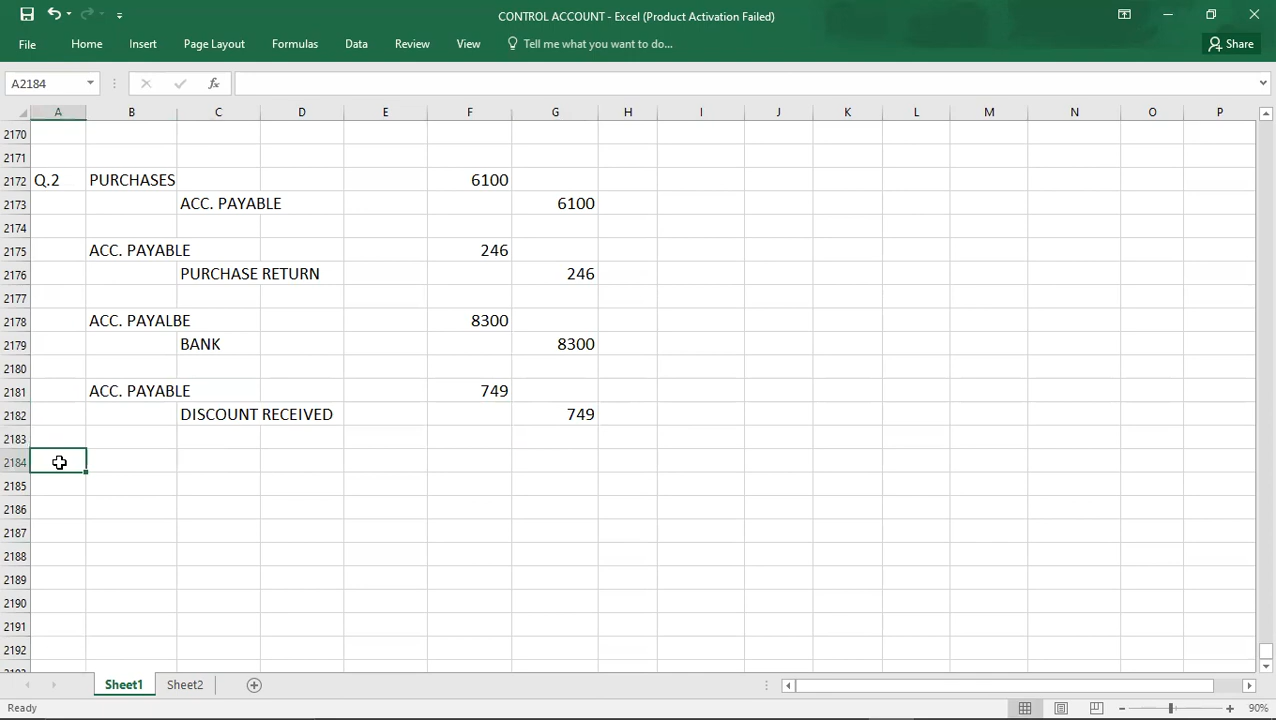 CONTROL ACCOUNT - Excel (Product Activation Failed)
File Home Insert Page Layout Formulas Data Review View Tell me what you want to do... Share
A2184 fx
A B C D E F G H I J K L M N O P
2170
2171
2172 Q.2 PURCHASES 6100
2173 ACC. PAYABLE 6100
2174
2175 ACC. PAYABLE 246
2176 PURCHASE RETURN 246
2177
2178 ACC. PAYALBE 8300
2179 BANK 8300
2180
2181 ACC. PAYABLE 749
2182 DISCOUNT RECEIVED 749
2183
2184
2185
2186
2187
2188
2189
2190
2191
2192
Sheet1 Sheet2
Ready 90%